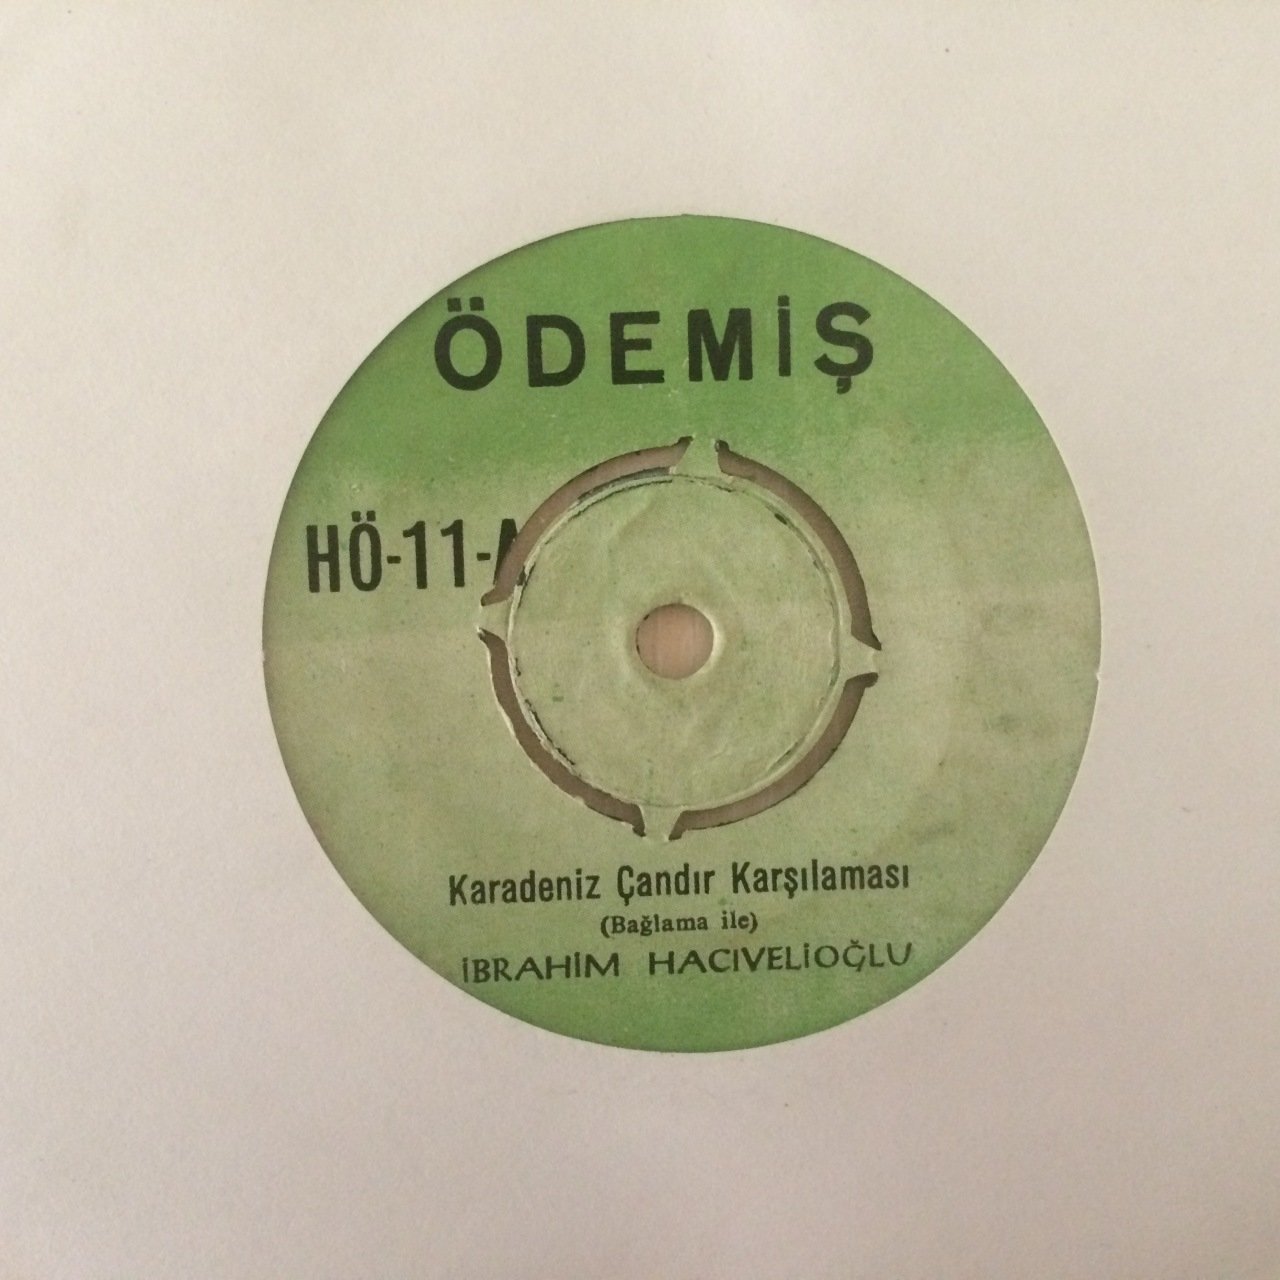 ÖDEMİŞ
HÖ-11-A
Karadeniz Çandır Karşılaması
(Bağlama ile)
İBRAHİM HACIVELİOĞLU